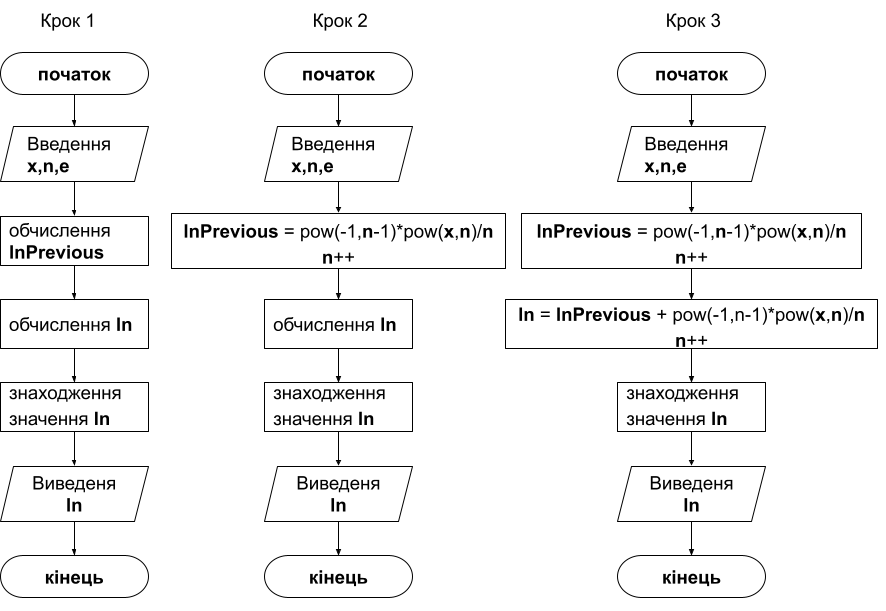 Крок 1
початок
Введення
x,n,e
обчислення
lnPrevious
обчислення ln
знаходження
значення ln
Виведеня
ln
кінець
Крок 2
початок
Введення
x,n,e
lnPrevious = pow(-1,n-1)*pow(x,n)/n
n++
обчислення ln
знаходження
значення ln
Виведеня
ln
кінець
Крок 3
початок
Введення
x,n,e
lnPrevious = pow(-1,n-1)*pow(x,n)/n
n++
ln = lnPrevious + pow(-1,n-1)*pow(x,n)/n
n++
знаходження
значення ln
Виведеня
ln
кінець